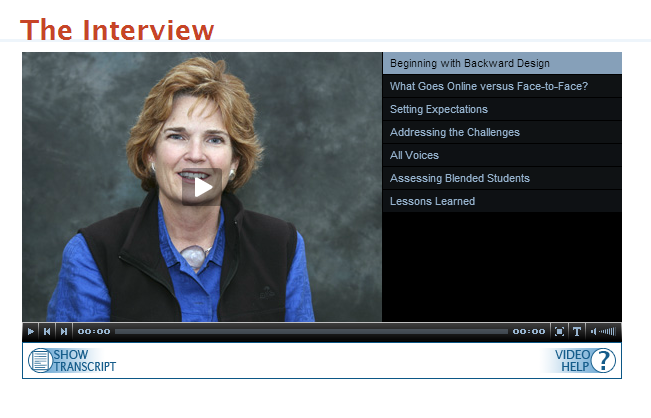 The Interview
Beginning with Backward Design
What Goes Online versus Face-to-Face?
Setting Expectations
Addressing the Challenges
All Voices
Assessing Blended Students
Lessons Learned
00:00 00:00 T
SHOW
TRANSCRIPT
VIDEO
HELP ?